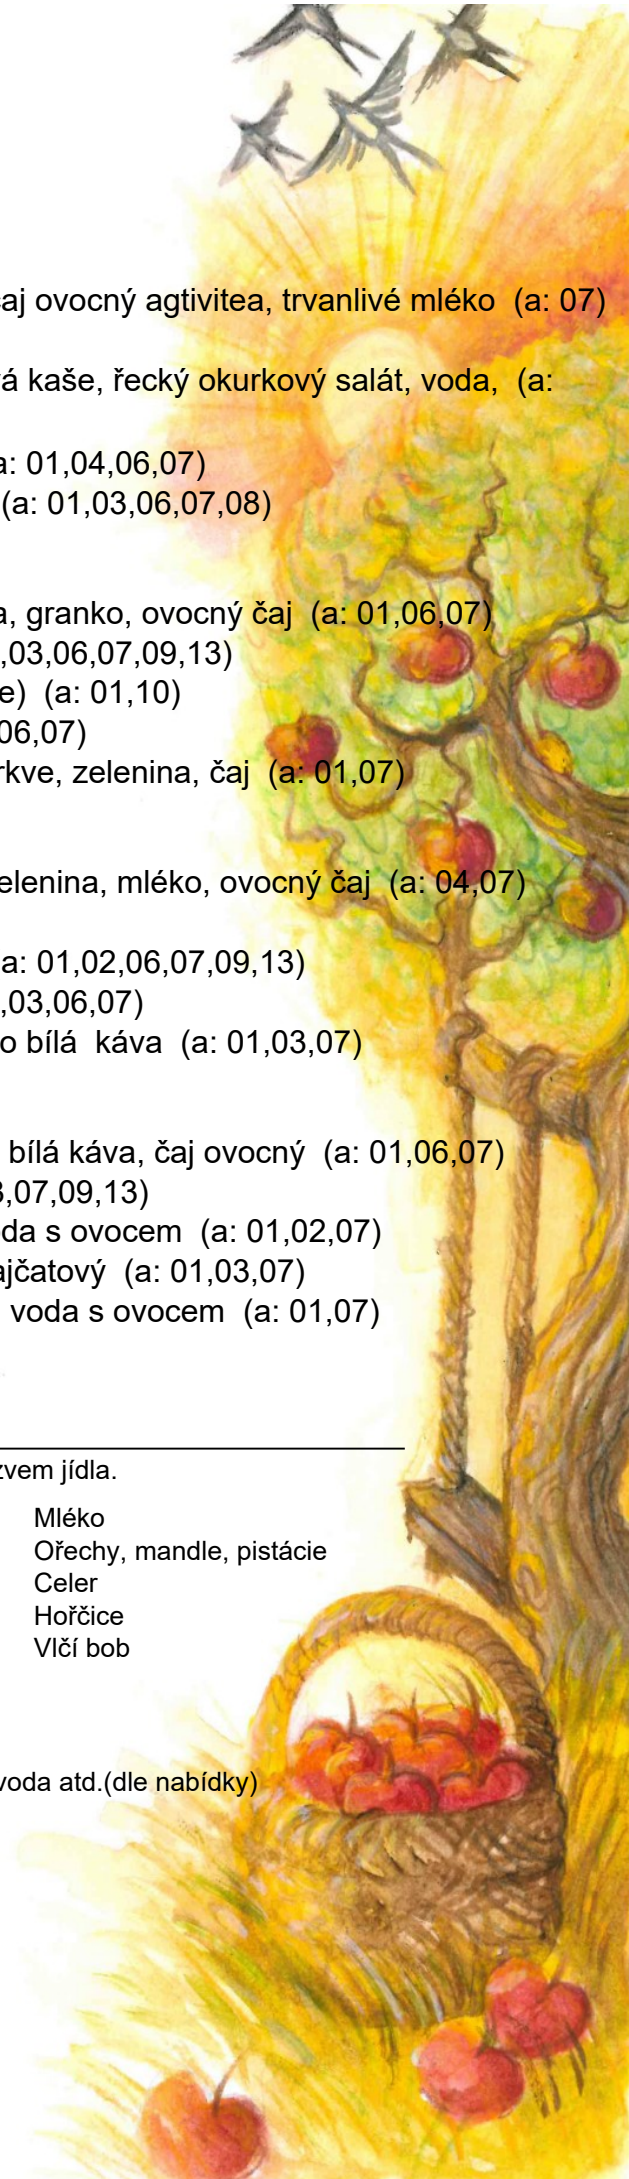 čaj ovocný agtivitea, trvanlivé mléko (a: 07)
kaše, řecký okurkový salát, voda, (a:
01,04,06,07)
(a: 01,03,06,07,08)
granko, ovocný čaj (a: 01,06,07)
,03,06,07,09,13)
e) (a: 01,10)
06,07)
rkve, zelenina, čaj (a: 01,07)
elenina, mléko, ovocný čaj (a: 04,07)
a: 01,02,06,07,09,13)
,03,06,07)
o bílá káva (a: 01,03,07)
bílá káva, čaj ovocný (a: 01,06,07)
,07,09,13)
da s ovocem (a: 01,02,07)
ajčatový (a: 01,03,07)
voda s ovocem (a: 01,07)
zvem jídla.
Mléko
Ořechy, mandle, pistácie
Celer
Hořčice
Vlčí bob
voda atd.(dle nabídky)